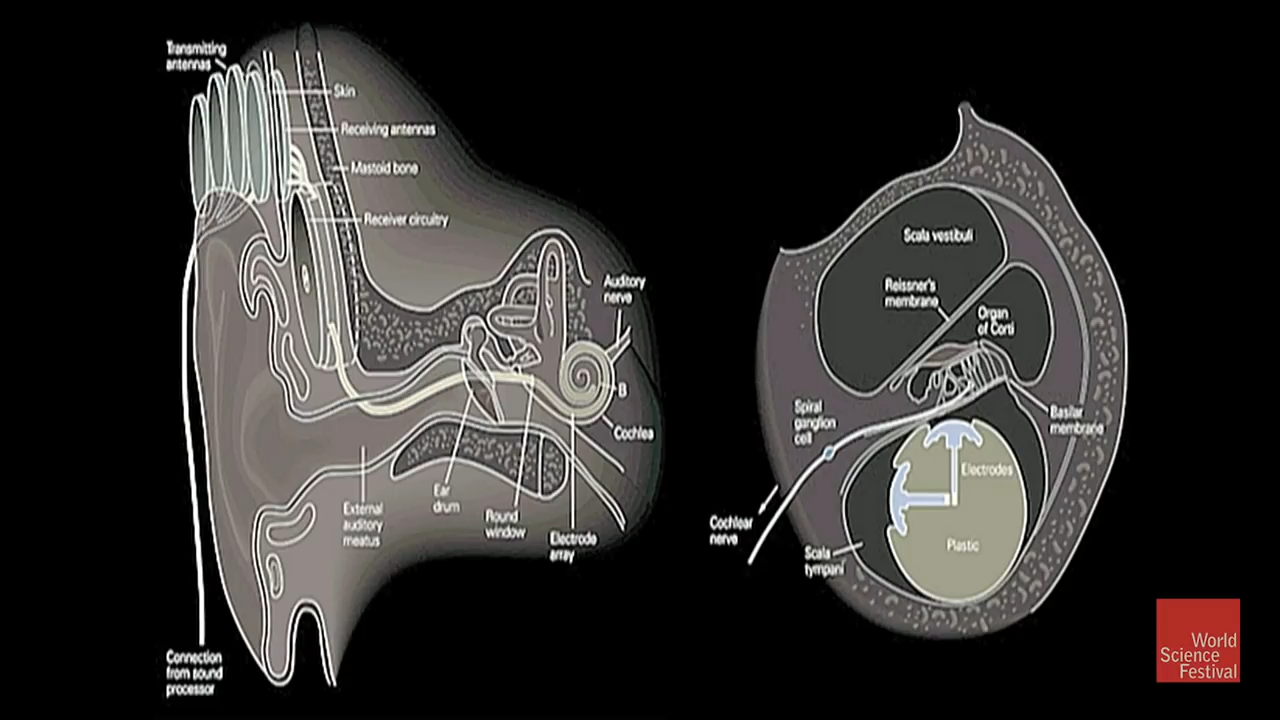 Transmitting
antennas
Skin
Receiving antennas
Mastoid bone
Receiver circuitry
Auditory
nerve
B
Cochlea
Ear
drum
External
auditory
meatus
Round
window
Electrode
array
Connection
from sound
processor
Scala vestibuli
Reissner's
membrane
Organ
of Corti
Spiral
ganglion
cell
Basilar
membrane
Electrodes
Cochlear
nerve
Plastic
Scala
tympani
World
Science
Festival